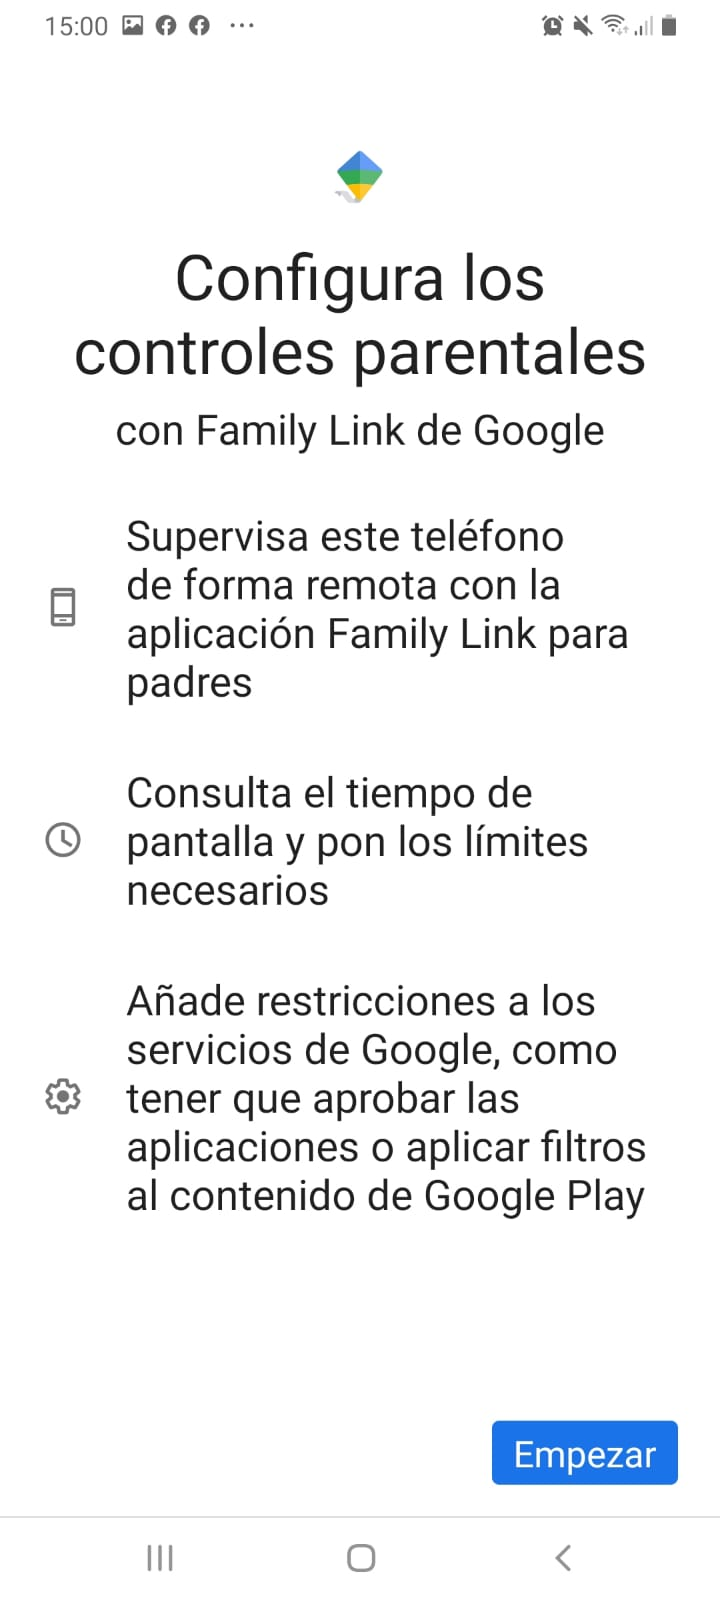 15:00
Configura los
controles parentales
con Family Link de Google
Supervisa este teléfono
de forma remota con la
aplicación Family Link para
padres
Consulta el tiempo de
pantalla y pon los límites
necesarios
Añade restricciones a los
servicios de Google, como
tener que aprobar las
aplicaciones o aplicar filtros
al contenido de Google Play
Empezar